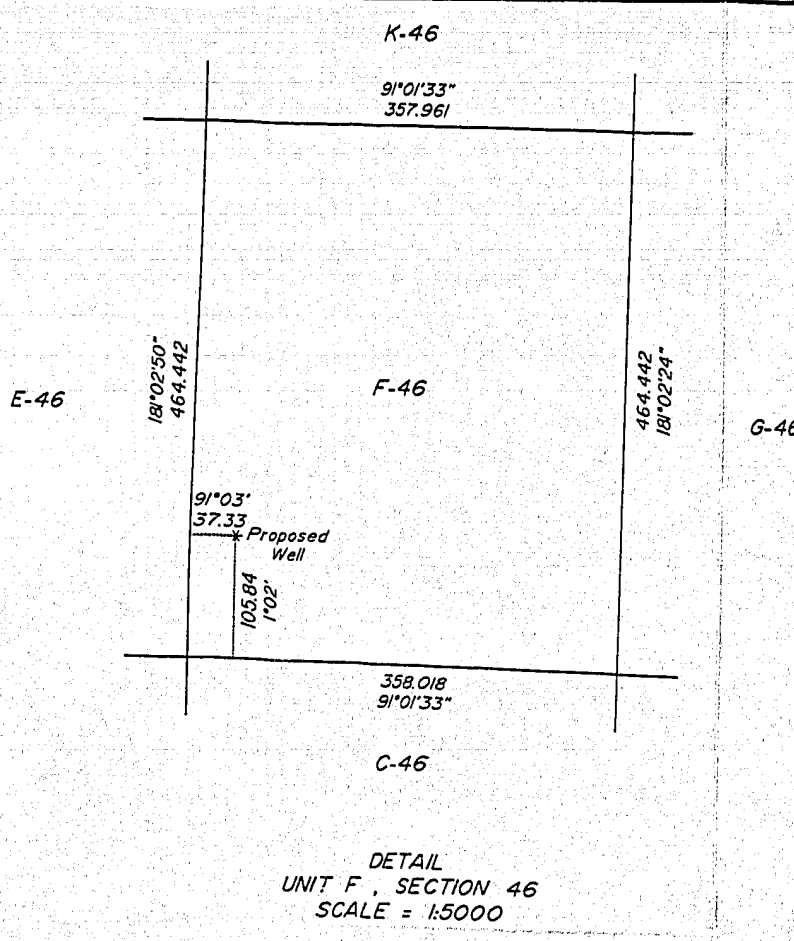 K-46
91°01'33"
357.961
181°02'50"
464.442
E-46
F-46
464.442
181°02'24"
G-46
91°03'
37.33
Proposed
Well
105.84
1°02'
358.018
91°01'33"
C-46
DETAIL
UNIT F , SECTION 46
SCALE = 1:5000